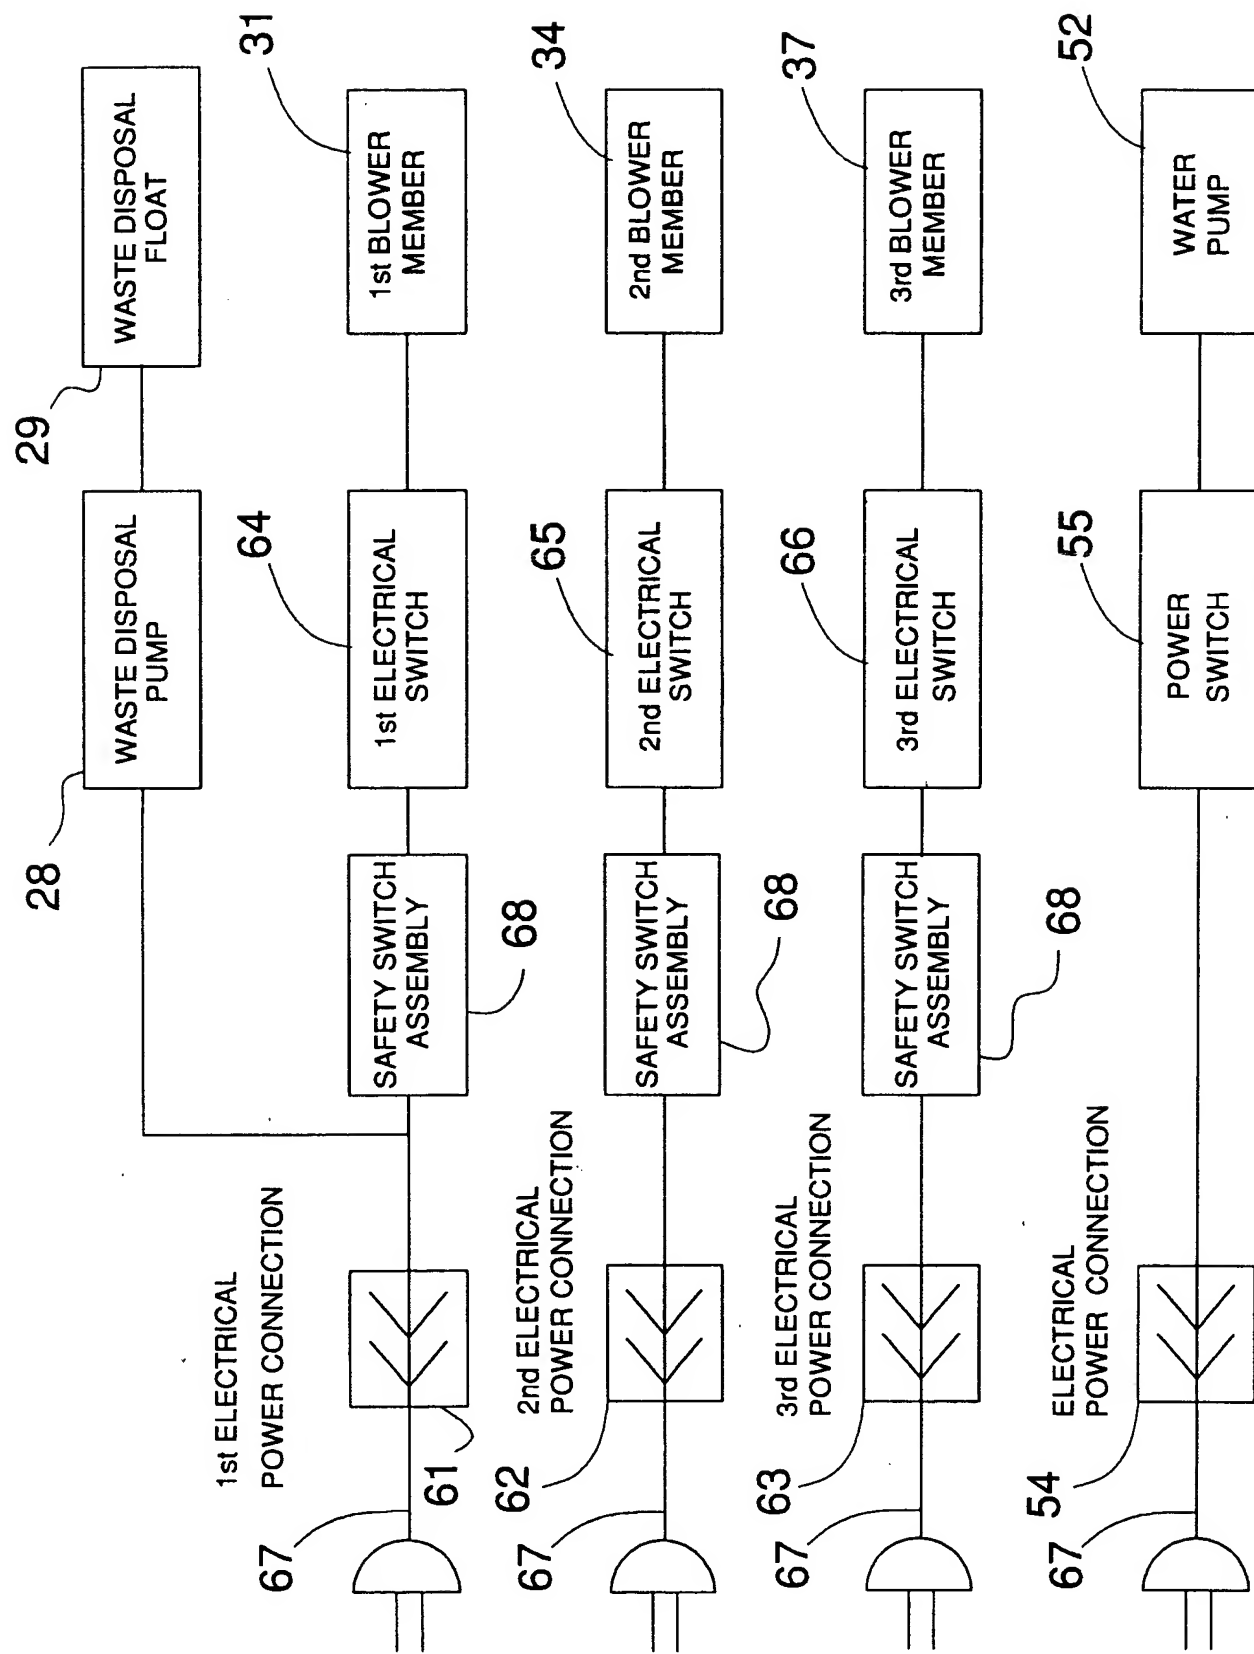 29
WASTE DISPOSAL
FLOAT
28
WASTE DISPOSAL
PUMP
1st ELECTRICAL
POWER CONNECTION
67
61
SAFETY SWITCH
ASSEMBLY
68
64
1st ELECTRICAL
SWITCH
31
1st BLOWER
MEMBER
2nd ELECTRICAL
POWER CONNECTION
67
62
SAFETY SWITCH
ASSEMBLY
68
65
2nd ELECTRICAL
SWITCH
34
2nd BLOWER
MEMBER
3rd ELECTRICAL
POWER CONNECTION
67
63
SAFETY SWITCH
ASSEMBLY
68
66
3rd ELECTRICAL
SWITCH
37
3rd BLOWER
MEMBER
ELECTRICAL
POWER CONNECTION
67
54
55
POWER
SWITCH
52
WATER
PUMP